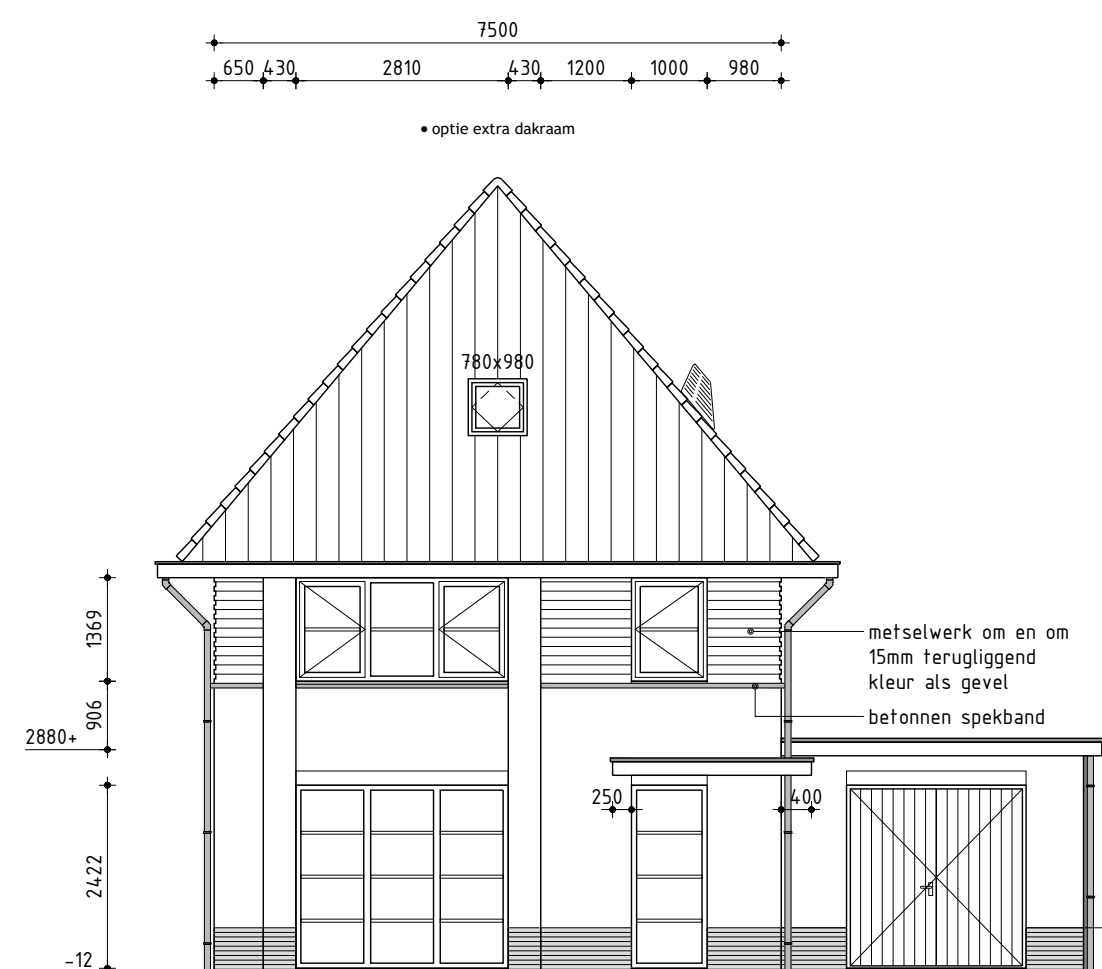 7500
650 430 2810 430 1200 1000 980
• optie extra dakraam
780x980
1369
metselwerk om en om
15mm terugliggend
kleur als gevel
906
betonnen spekband
2880+
250 400
2422
-12